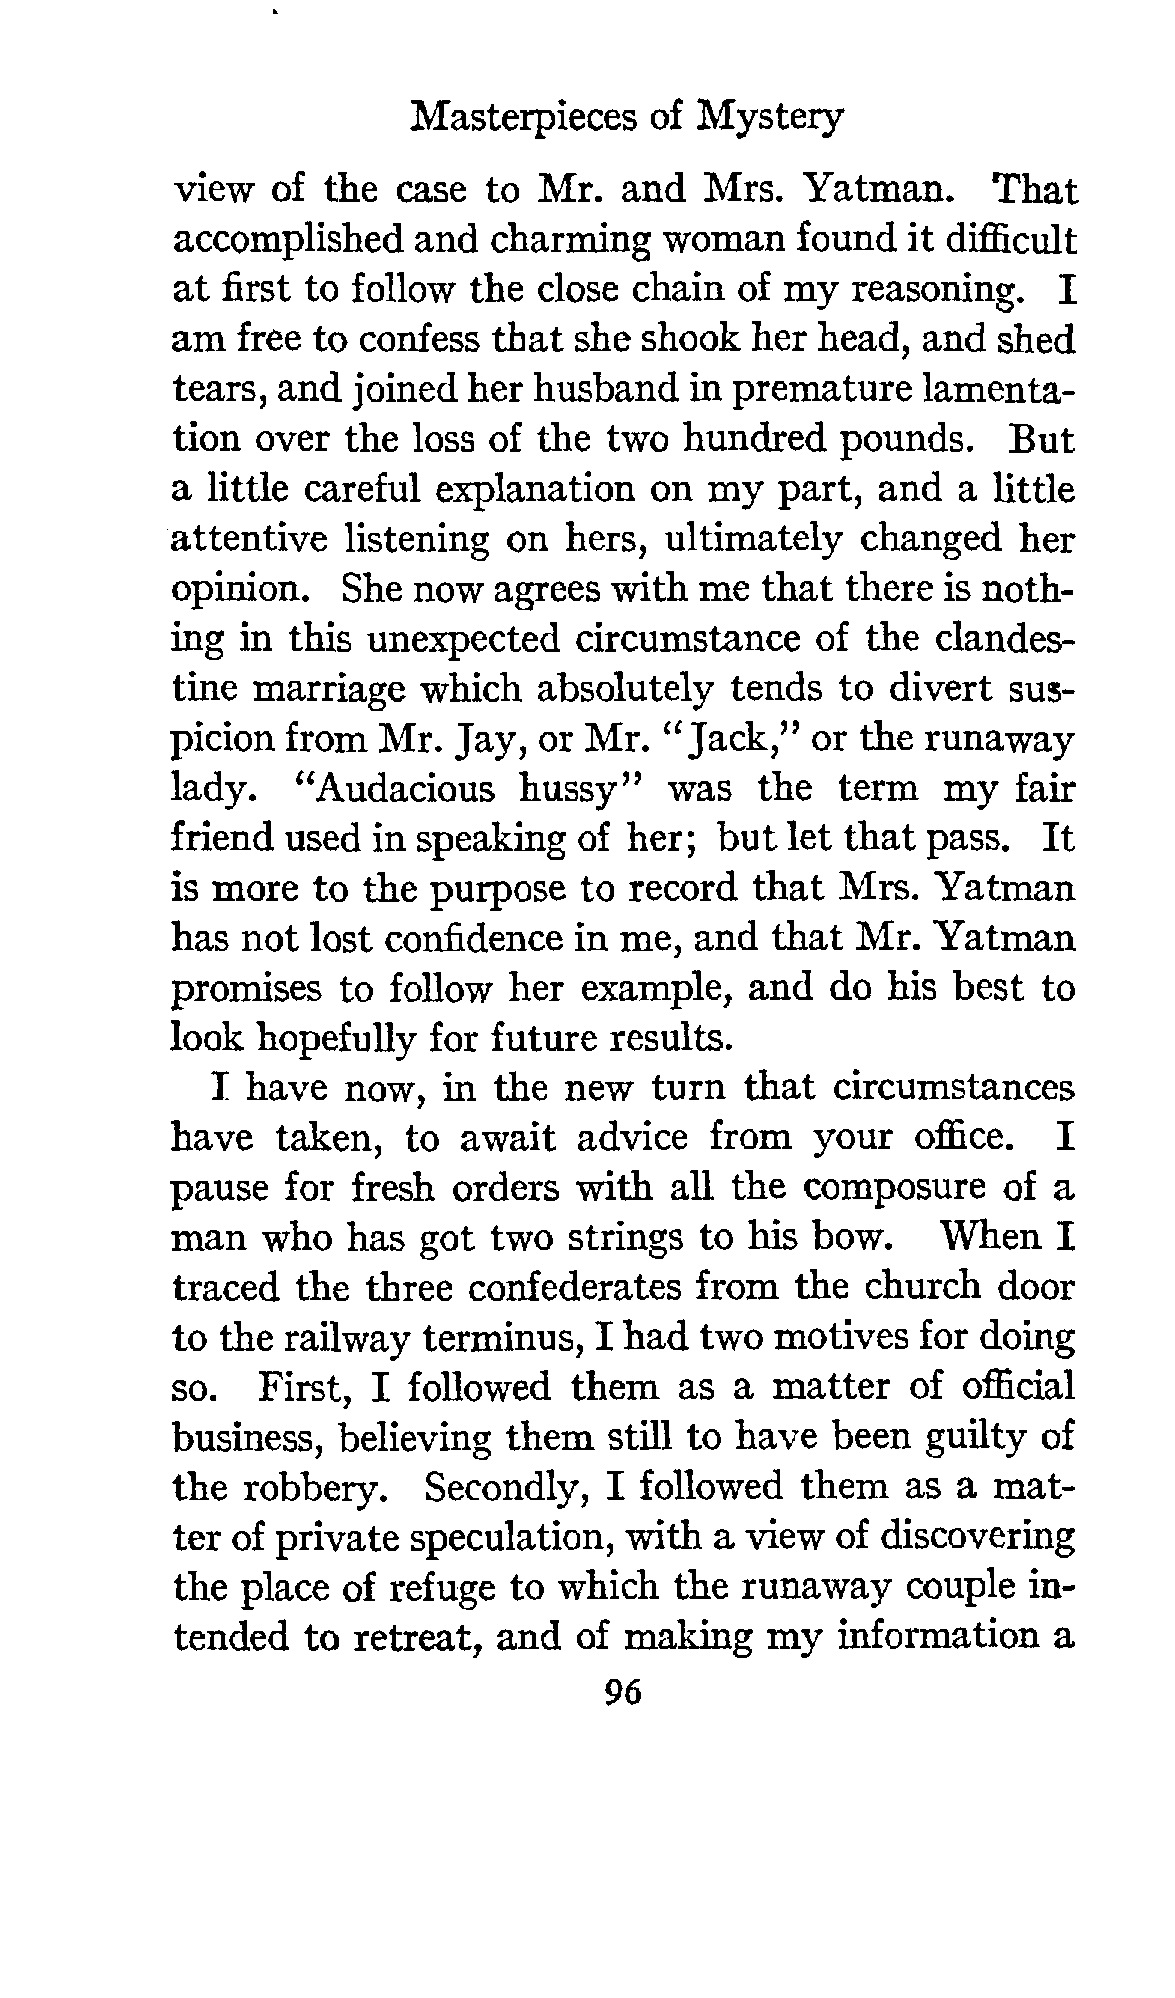 Masterpieces of Mystery
view of the case to Mr. and Mrs. Yatman. That
accomplished and charming woman found it difficult
at first to follow the close chain of my reasoning. I
am free to confess that she shook her head, and shed
tears, and joined her husband in premature lamenta-
tion over the loss of the two hundred pounds. But
a little careful explanation on my part, and a little
attentive listening on hers, ultimately changed her
opinion. She now agrees with me that there is noth-
ing in this unexpected circumstance of the clandes-
tine marriage which absolutely tends to divert sus-
picion from Mr. Jay, or Mr. "Jack," or the runaway
lady. "Audacious hussy" was the term my fair
friend used in speaking of her; but let that pass. It
is more to the purpose to record that Mrs. Yatman
has not lost confidence in me, and that Mr. Yatman
promises to follow her example, and do his best to
look hopefully for future results.
I have now, in the new turn that circumstances
have taken, to await advice from your office. I
pause for fresh orders with all the composure of a
man who has got two strings to his bow. When I
traced the three confederates from the church door
to the railway terminus, I had two motives for doing
so. First, I followed them as a matter of official
business, believing them still to have been guilty of
the robbery. Secondly, I followed them as a mat-
ter of private speculation, with a view of discovering
the place of refuge to which the runaway couple in-
tended to retreat, and of making my information a
96